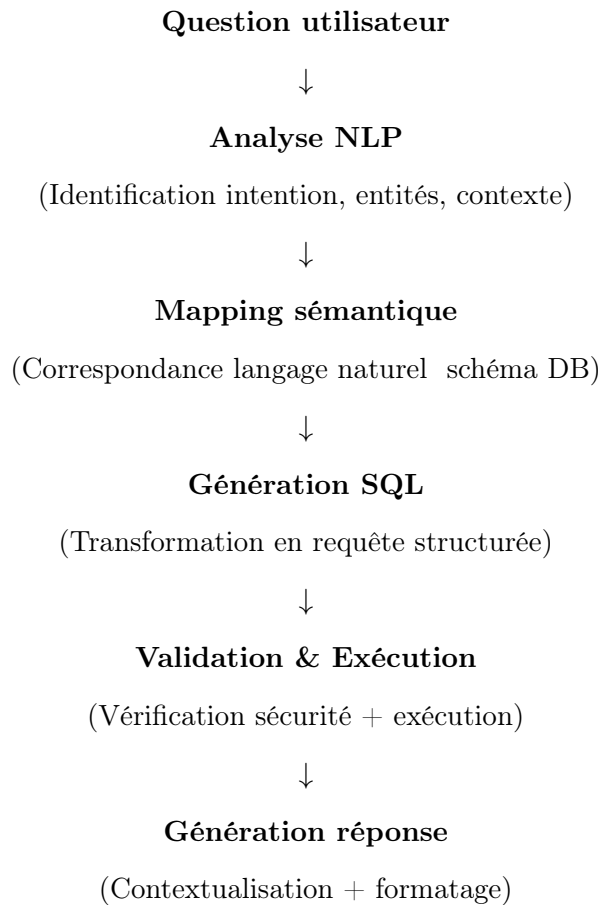 Question utilisateur
↓
Analyse NLP
(Identification intention, entités, contexte)
↓
Mapping sémantique
(Correspondance langage naturel schéma DB)
↓
Génération SQL
(Transformation en requête structurée)
↓
Validation & Exécution
(Vérification sécurité + exécution)
↓
Génération réponse
(Contextualisation + formatage)